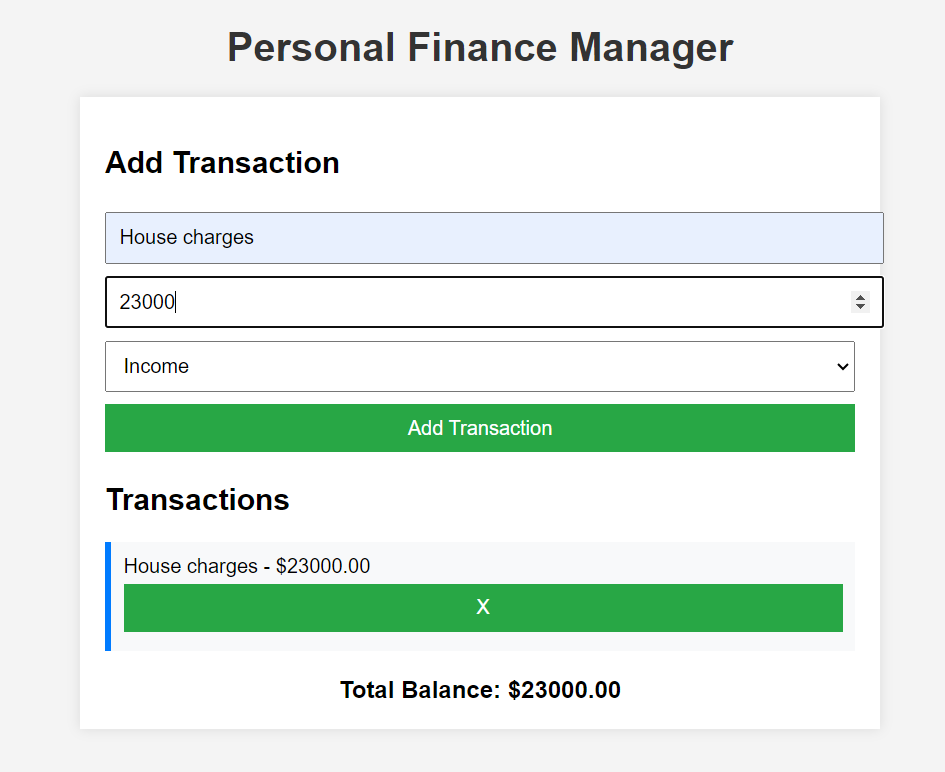 Personal Finance Manager
Add Transaction
House charges
23000
Income
Add Transaction
Transactions
House charges - $23000.00
X
Total Balance: $23000.00